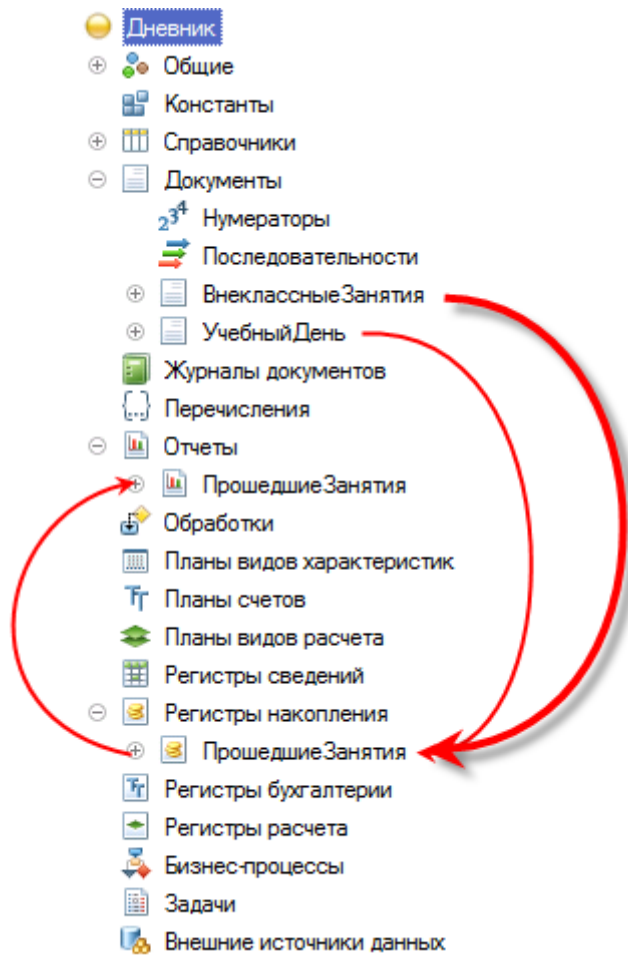 Дневник
Общие
Константы
Справочники
Документы
Нумераторы
Последовательности
ВнеклассныеЗанятия
УчебныйДень
Журналы документов
Перечисления
Отчеты
ПрошедшиеЗанятия
Обработки
Планы видов характеристик
Планы счетов
Планы видов расчета
Регистры сведений
Регистры накопления
ПрошедшиеЗанятия
Регистры бухгалтерии
Регистры расчета
Бизнес-процессы
Задачи
Внешние источники данных